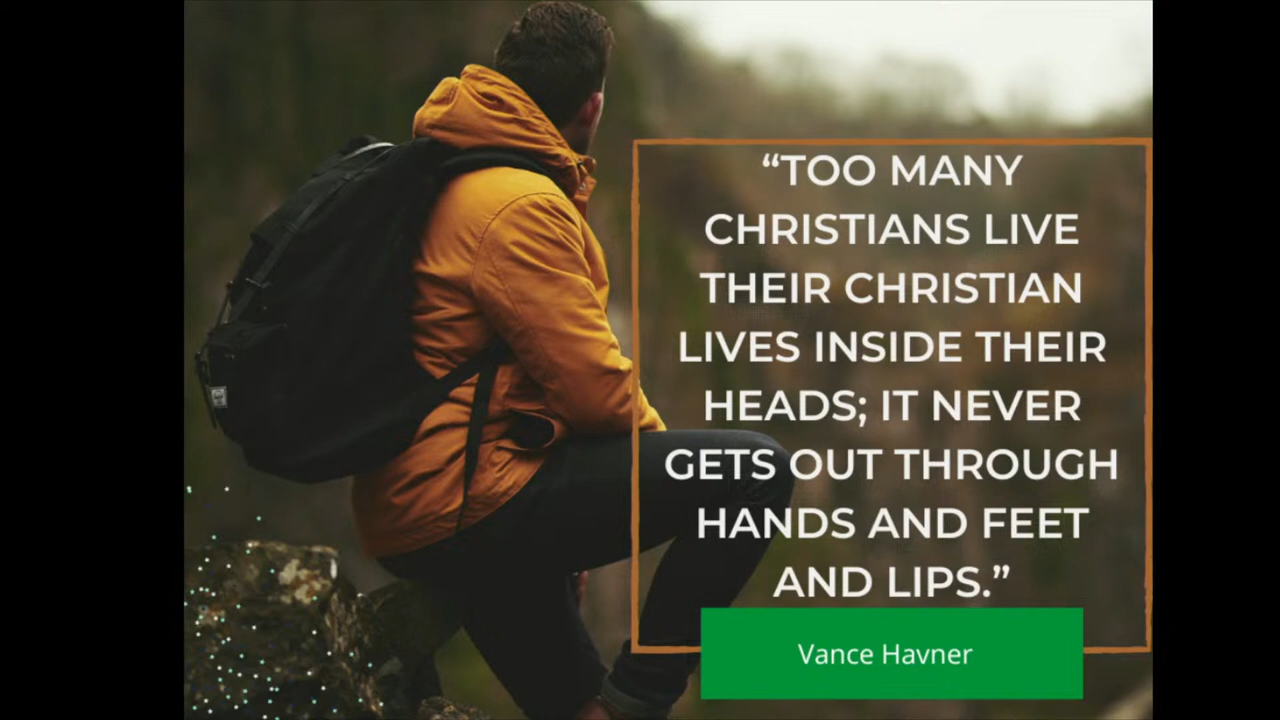 “TOO MANY
CHRISTIANS LIVE
THEIR CHRISTIAN
LIVES INSIDE THEIR
HEADS; IT NEVER
GETS OUT THROUGH
HANDS AND FEET
AND LIPS.”
Vance Havner